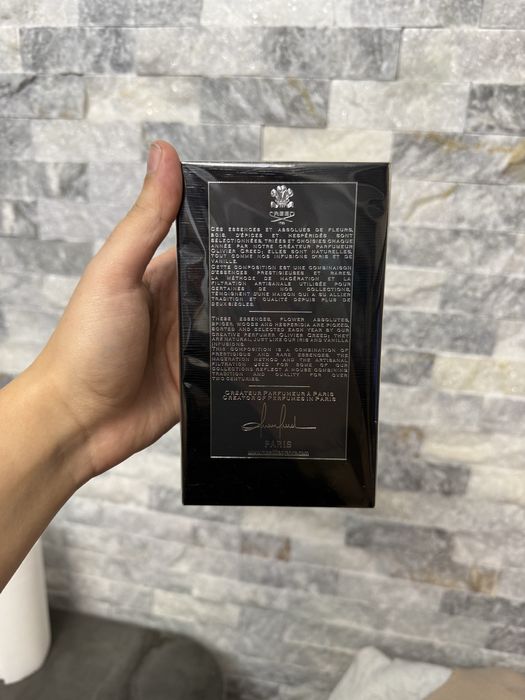 CREED
CES ESSENCES ET ABSOLUES DE FLEURS,
BOIS, D'ÉPICES ET HESPÉRIDÉS SONT
SÉLECTIONNÉES, TRIÉES ET CHOISIES CHAQUE
ANNÉE PAR NOTRE CRÉATEUR PARFUMEUR
OLIVIER CREED; ELLES SONT NATURELLES,
TOUT COMME NOS INFUSIONS D'IRIS ET DE
VANILLE.
CETTE COMPOSITION EST UNE COMBINAISON
D'ESSENCES PRESTIGIEUSES ET RARES.
LA MÉTHODE DE MACÉRATION ET LA
FILTRATION ARTISANALE UTILISÉE POUR
CERTAINES DE NOS COLLECTIONS,
TÉMOIGNENT D'UNE MAISON QUI A SU ALLIER
TRADITION ET QUALITÉ DEPUIS PLUS DE
DEUX SIÈCLES.
THESE ESSENCES, FLOWER ABSOLUTES,
SPICES, WOODS AND HESPERIDIA ARE PICKED,
SORTED AND SELECTED EACH YEAR BY OUR
CREATIVE PERFUMER OLIVIER CREED; THEY
ARE NATURAL JUST LIKE OUR IRIS AND VANILLA
INFUSIONS.
THIS COMPOSITION IS A COMBINATION OF
PRESTIGIOUS AND RARE ESSENCES. THE
MACERATION METHOD AND THE ARTISANAL
FILTRATION USED FOR SOME OF OUR
COLLECTIONS REFLECT A HOUSE COMBINING
TRADITION AND QUALITY FOR OVER
TWO CENTURIES.
CRÉATEUR PARFUMEUR À PARIS
CREATOR OF PERFUMES IN PARIS
PARIS